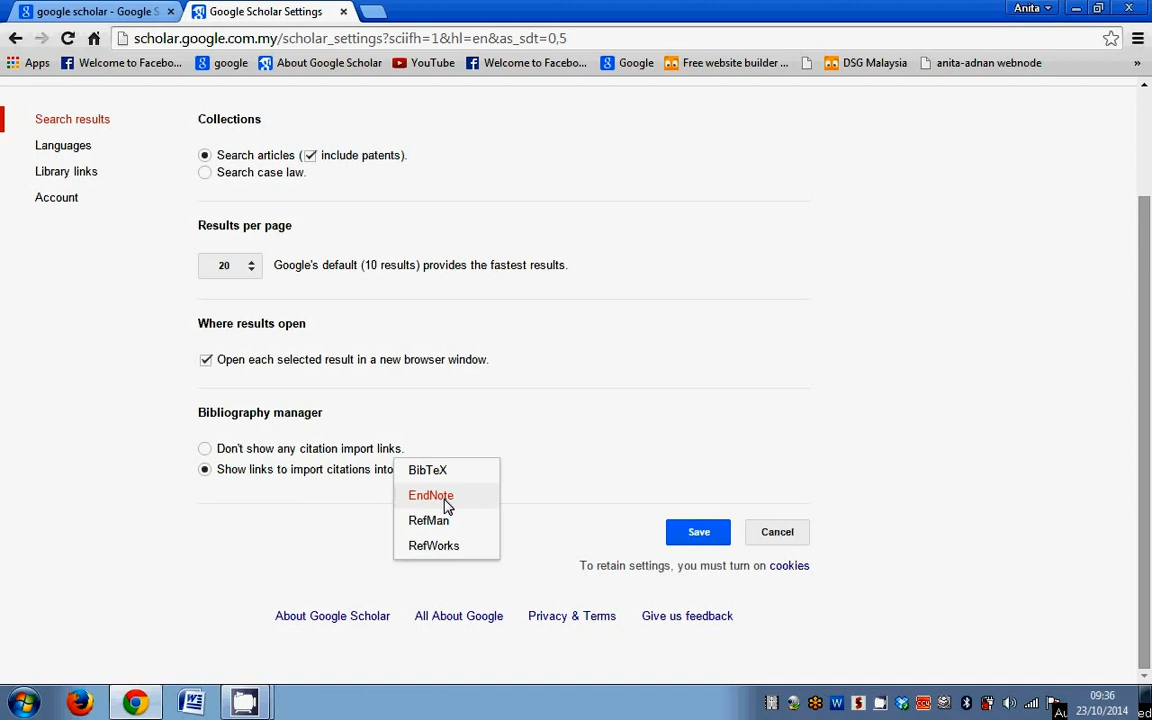 google scholar - Google S
Google Scholar Settings
Anita
scholar.google.com.my/scholar_settings?sciifh=1&hl=en&as_sdt=0,5
Apps
Welcome to Facebo...
google
About Google Scholar
YouTube
Welcome to Facebo...
Google
Free website builder ...
DSG Malaysia
anita-adnan webnode
»
Search results
Languages
Library links
Account
Collections
Search articles ( include patents).
Search case law.
Results per page
20 Google's default (10 results) provides the fastest results.
Where results open
Open each selected result in a new browser window.
Bibliography manager
Don't show any citation import links.
Show links to import citations into
BibTeX
EndNote
RefMan
RefWorks
Save
Cancel
To retain settings, you must turn on cookies
About Google Scholar
All About Google
Privacy & Terms
Give us feedback
09:36
23/10/2014